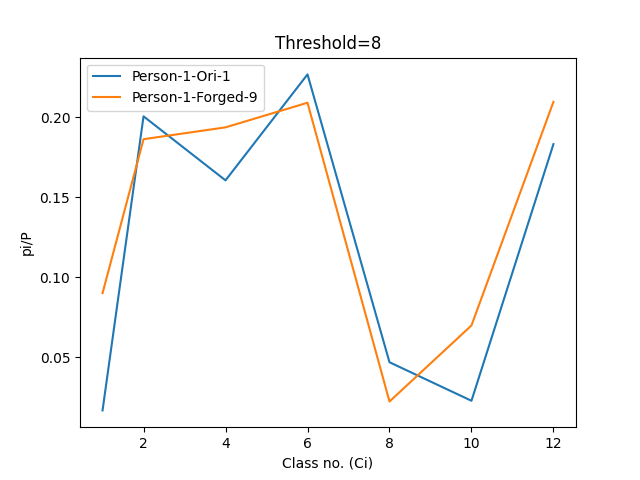 Threshold=8
Person-1-Ori-1
Person-1-Forged-9
0.20
0.15
0.10
0.05
pi/P
2 4 6 8 10 12
Class no. (Ci)